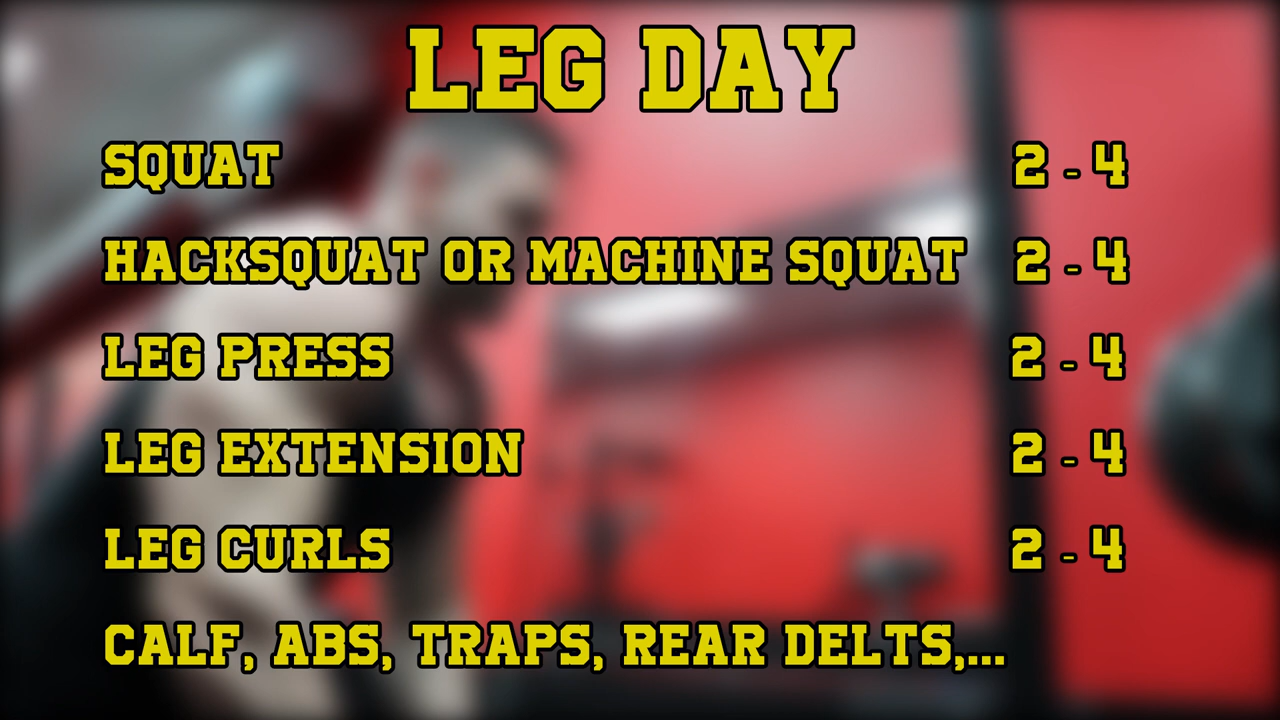 LEG DAY
SQUAT 2 - 4
HACKSQUAT OR MACHINE SQUAT 2 - 4
LEG PRESS 2 - 4
LEG EXTENSION 2 - 4
LEG CURLS 2 - 4
CALF, ABS, TRAPS, REAR DELTS,...